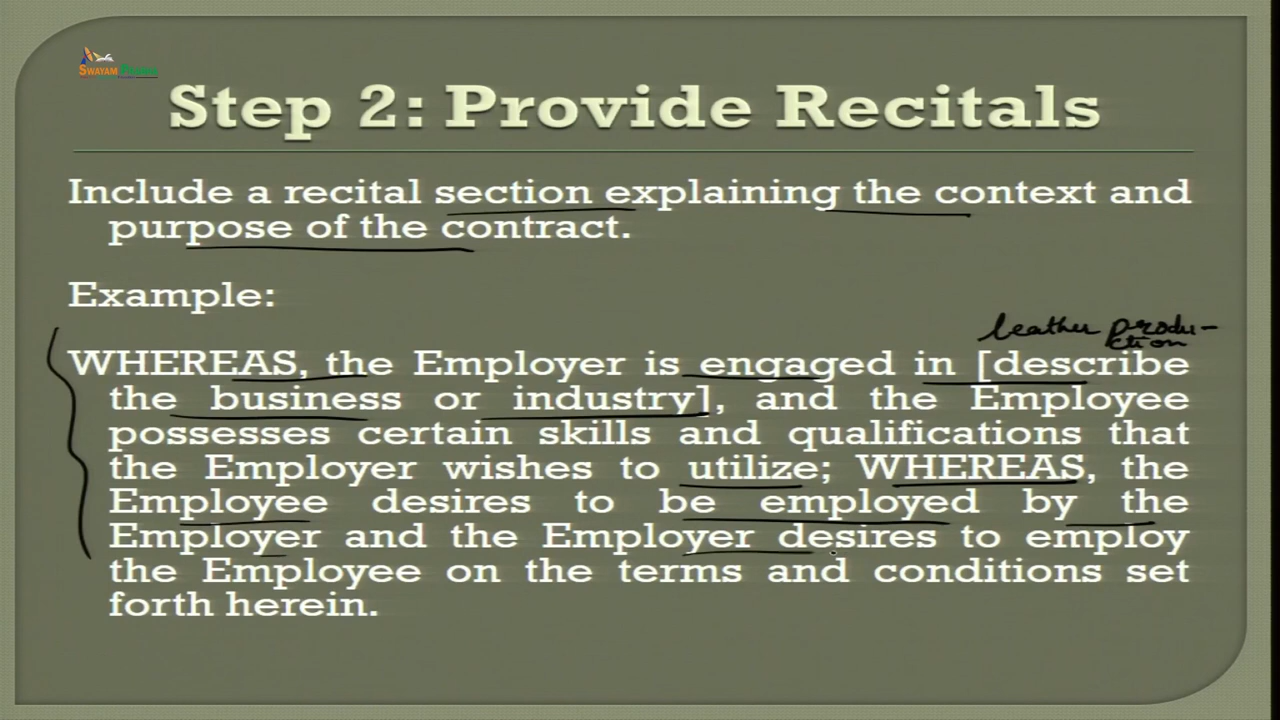 SWAYAM
Step 2: Provide Recitals
Include a recital section explaining the context and
purpose of the contract.
Example:
leather produ-
ction
WHEREAS, the Employer is engaged in [describe
the business or industry], and the Employee
possesses certain skills and qualifications that
the Employer wishes to utilize; WHEREAS, the
Employee desires to be employed by the
Employer and the Employer desires to employ
the Employee on the terms and conditions set
forth herein.